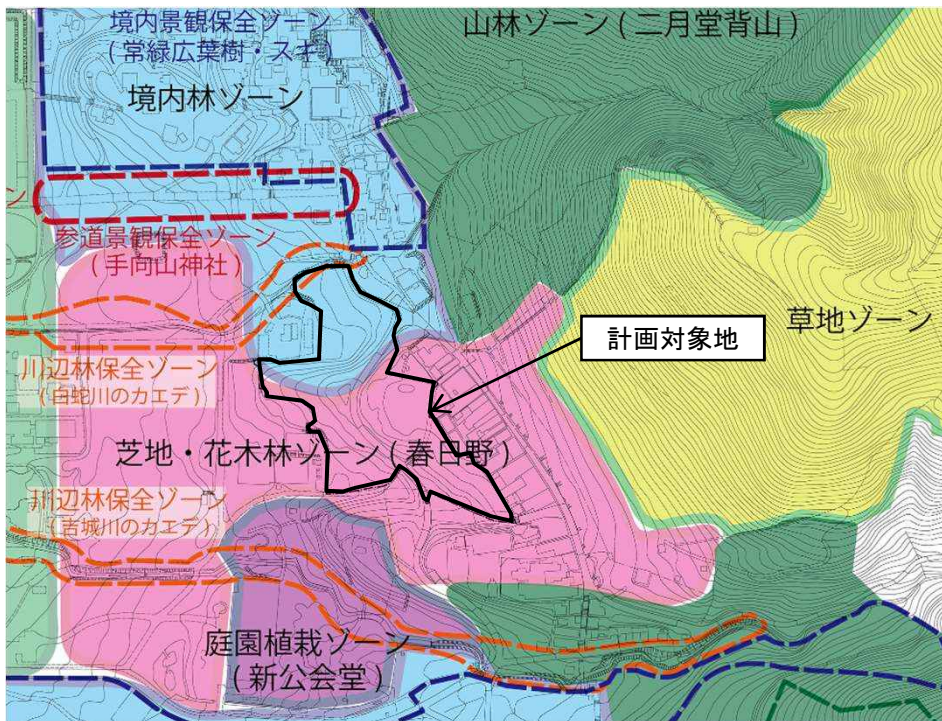 境内景観保全ゾーン
(常緑広葉樹・スギ)
境内林ゾーン
山林ゾーン(二月堂背山)
ン
参道景観保全ゾーン
(手向山神社)
計画対象地
草地ゾーン
川辺林保全ゾーン
(白蛇川のカエデ)
芝地・花木林ゾーン(春日野)
川辺林保全ゾーン
(吉城川のカエデ)
庭園植栽ゾーン
(新公会堂)